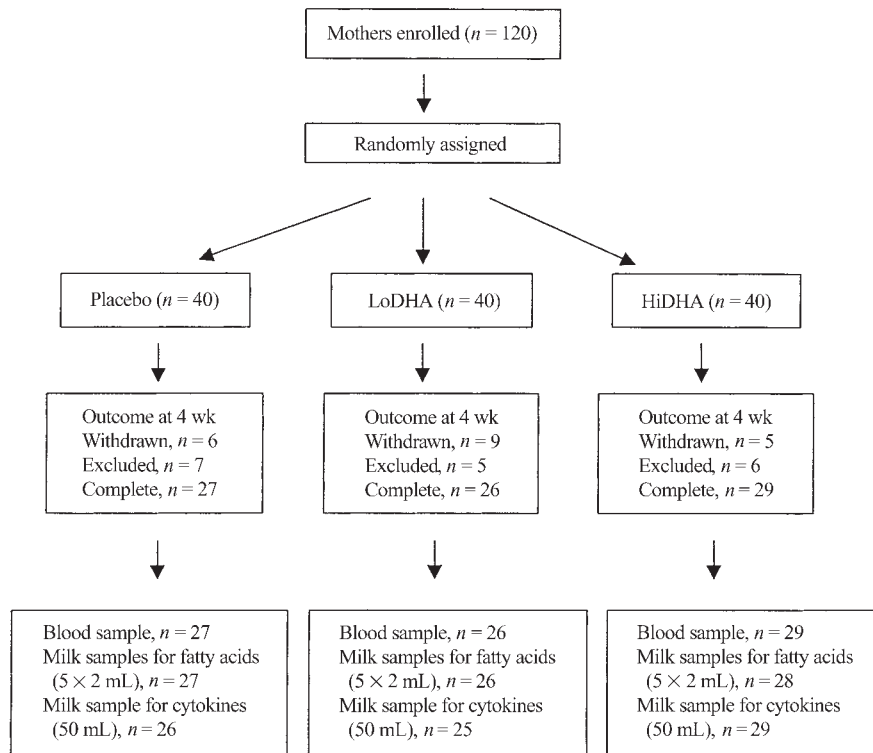 Mothers enrolled (n = 120)
Randomly assigned
Placebo (n = 40)
LoDHA (n = 40)
HiDHA (n = 40)
Outcome at 4 wk
Withdrawn, n = 6
Excluded, n = 7
Complete, n = 27
Outcome at 4 wk
Withdrawn, n = 9
Excluded, n = 5
Complete, n = 26
Outcome at 4 wk
Withdrawn, n = 5
Excluded, n = 6
Complete, n = 29
Blood sample, n = 27
Milk samples for fatty acids
(5 × 2 mL), n = 27
Milk sample for cytokines
(50 mL), n = 26
Blood sample, n = 26
Milk samples for fatty acids
(5 × 2 mL), n = 26
Milk sample for cytokines
(50 mL), n = 25
Blood sample, n = 29
Milk samples for fatty acids
(5 × 2 mL), n = 28
Milk sample for cytokines
(50 mL), n = 29